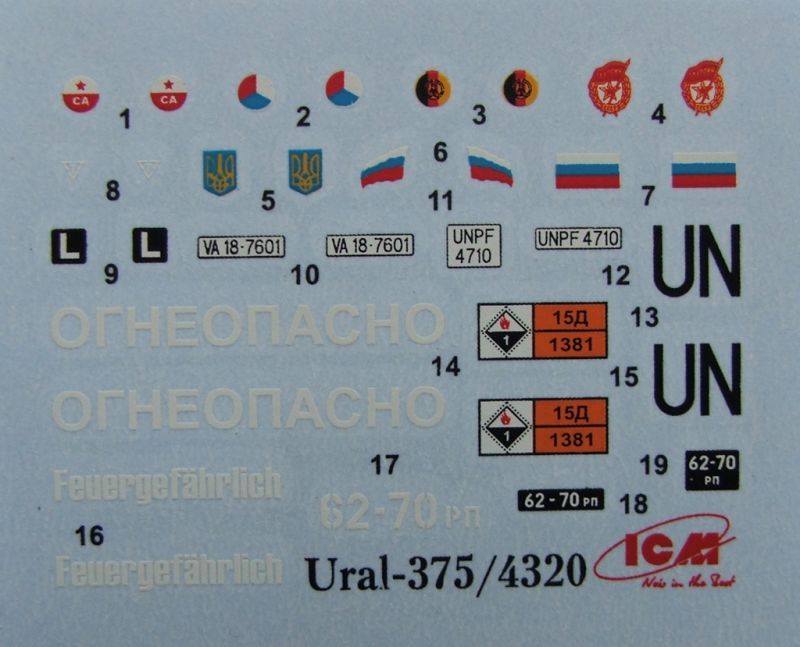 CA CA
1 2 3 4
8 5 6 11 7
L L VA 18-7601 VA 18-7601 UNPF
4710 UNPF 4710 UN
9 10 12
ОГНЕОПАСНО 1 15Д
1381 13
14 15 UN
ОГНЕОПАСНО 1 15Д
1381
17 19 62-70
РП
Feuergefährlich 62-70 РП 62-70 РП 18
16
Feuergefährlich Ural-375/4320 ICM